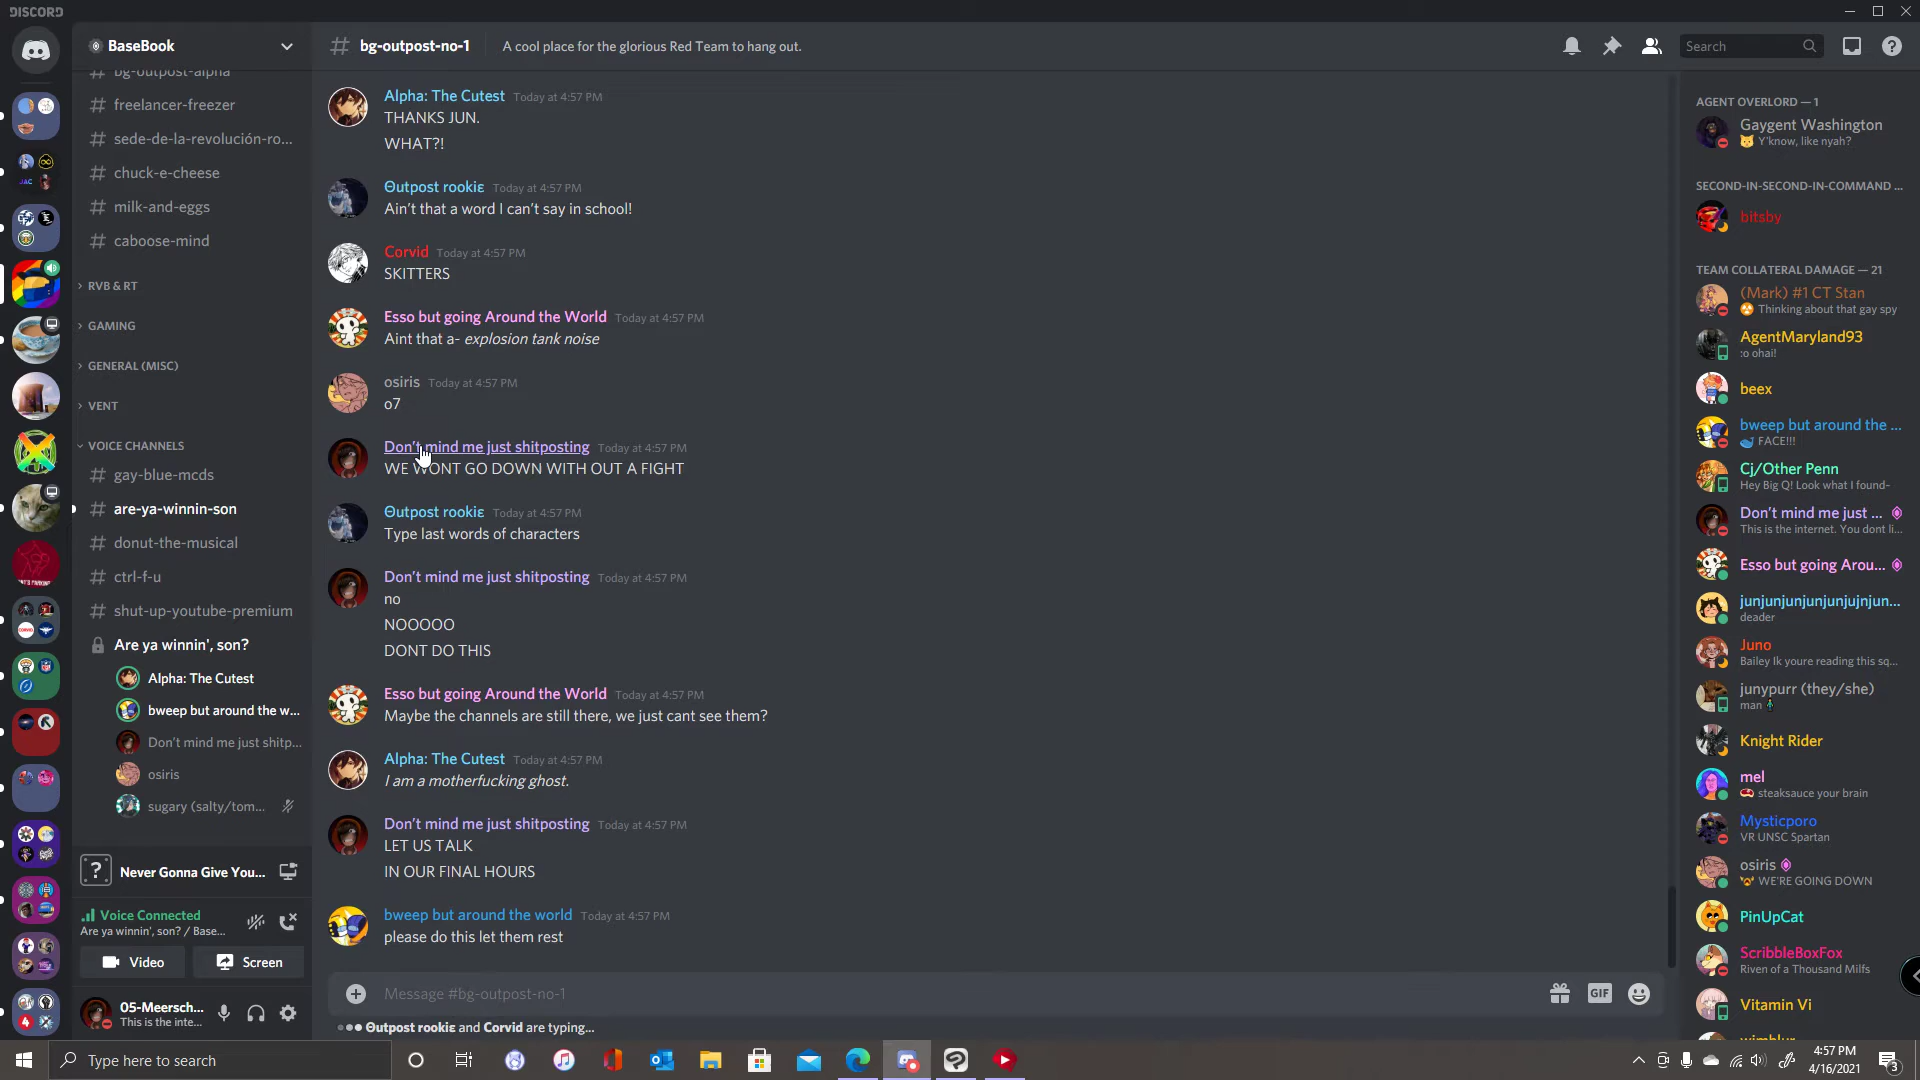 DISCORD
BaseBook
bg-outpost-alpha
freelancer-freezer
sede-de-la-revolución-ro...
chuck-e-cheese
milk-and-eggs
caboose-mind
RVB & RT
GAMING
GENERAL (MISC)
VENT
VOICE CHANNELS
gay-blue-mcds
are-ya-winnin-son
donut-the-musical
ctrl-f-u
shut-up-youtube-premium
Are ya winnin', son?
Alpha: The Cutest
bweep but around the w...
Don't mind me just shitp...
osiris
sugary (salty/tom...
Never Gonna Give You...
Voice Connected
Are ya winnin', son? / Base...
Video
Screen
05-Meersch...
This is the inte...
# bg-outpost-no-1
A cool place for the glorious Red Team to hang out.
Search
Alpha: The Cutest Today at 4:57 PM
THANKS JUN.
WHAT?!
Θutpost rookiε Today at 4:57 PM
Ain't that a word I can't say in school!
Corvid Today at 4:57 PM
SKITTERS
Esso but going Around the World Today at 4:57 PM
Aint that a- explosion tank noise
osiris Today at 4:57 PM
o7
Don't mind me just shitposting Today at 4:57 PM
WE WONT GO DOWN WITH OUT A FIGHT
Θutpost rookiε Today at 4:57 PM
Type last words of characters
Don't mind me just shitposting Today at 4:57 PM
no
NOOOOO
DONT DO THIS
Esso but going Around the World Today at 4:57 PM
Maybe the channels are still there, we just cant see them?
Alpha: The Cutest Today at 4:57 PM
I am a motherfucking ghost.
Don't mind me just shitposting Today at 4:57 PM
LET US TALK
IN OUR FINAL HOURS
bweep but around the world Today at 4:57 PM
please do this let them rest
Message #bg-outpost-no-1
GIF
Θutpost rookiε and Corvid are typing...
AGENT OVERLORD — 1
Gaygent Washington
Y'know, like nyah?
SECOND-IN-SECOND-IN-COMMAND ...
bitsby
TEAM COLLATERAL DAMAGE — 21
(Mark) #1 CT Stan
Thinking about that gay spy
AgentMaryland93
:o ohai!
beex
bweep but around the ...
FACE!!!
Cj/Other Penn
Hey Big Q! Look what I found-
Don't mind me just ...
This is the internet. You dont li...
Esso but going Arou...
junjunjunjunjunjujnjun...
deader
Juno
Bailey Ik youre reading this sq...
junypurr (they/she)
man
Knight Rider
mel
steaksauce your brain
Mysticporo
VR UNSC Spartan
osiris
WE'RE GOING DOWN
PinUpCat
ScribbleBoxFox
Riven of a Thousand Milfs
Vitamin Vi
Type here to search
4:57 PM
4/16/2021
3